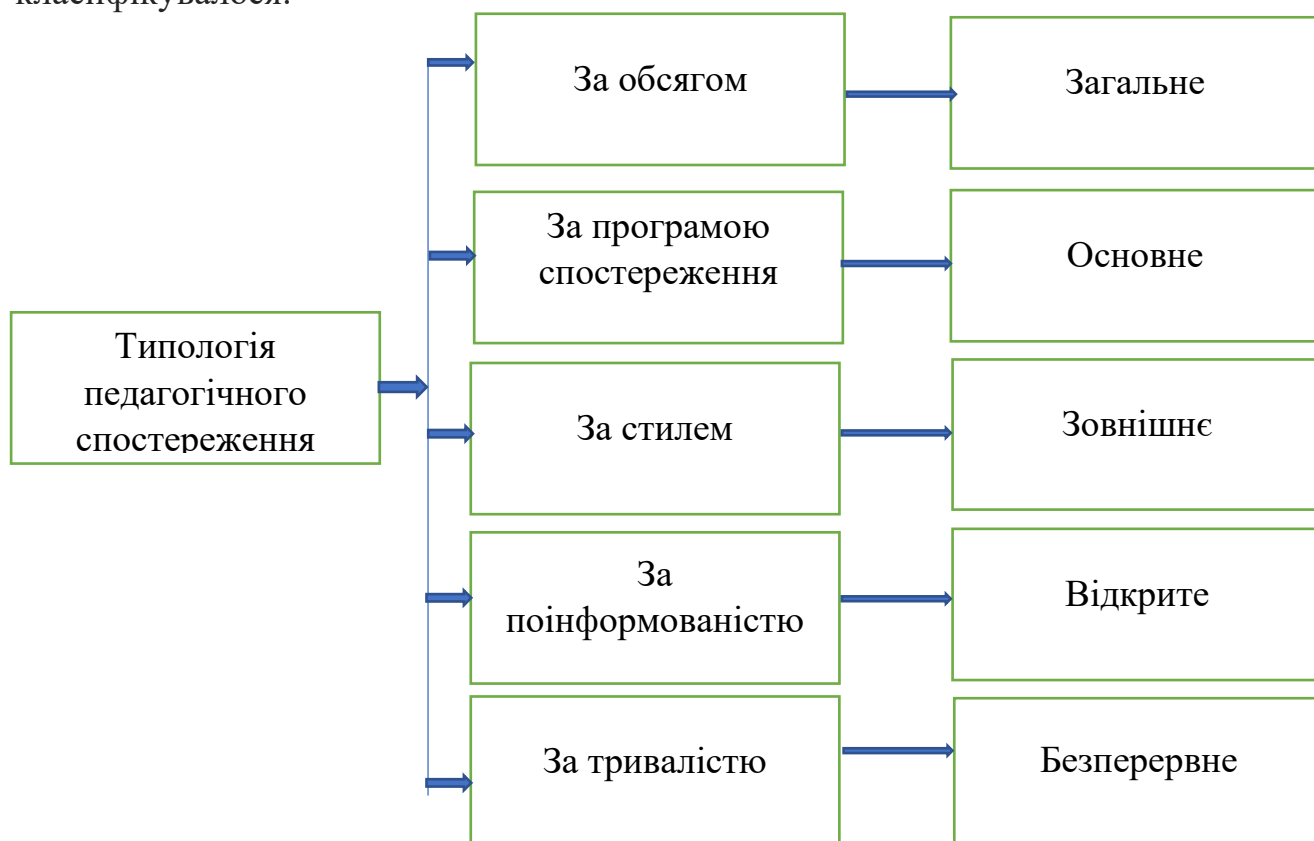 класифікувалося:
За обсягом
Загальне
За програмою
спостереження
Основне
Типологія
педагогічного
спостереження
За стилем
Зовнішнє
За
поінформованістю
Відкрите
За тривалістю
Безперервне